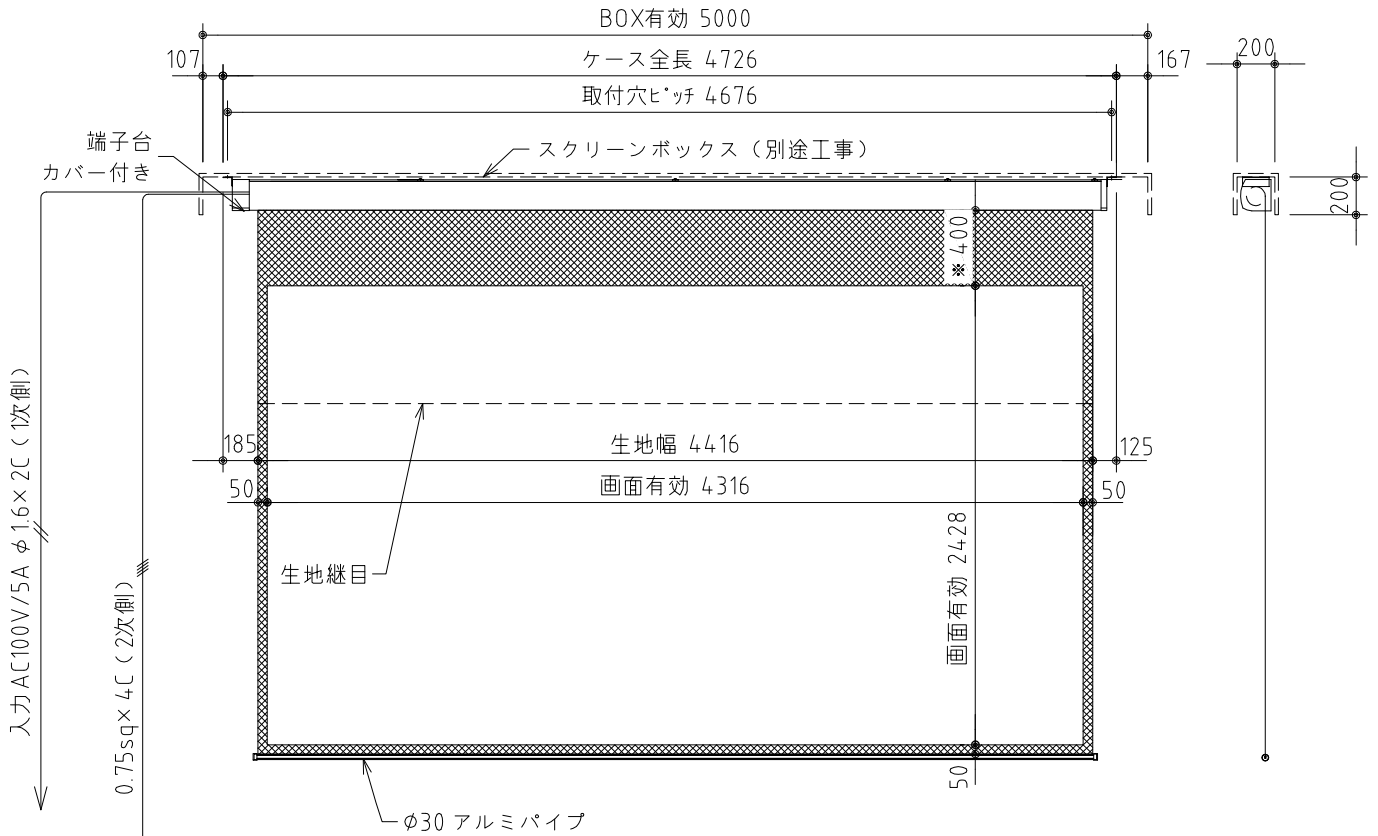 BOX有効 5000
107
ケース全長 4726
167
200
取付穴ピッチ 4676
端子台
カバー付き
スクリーンボックス（別途工事）
200
※ 400
185
生地幅 4416
125
50
画面有効 4316
50
画面有効 2428
生地継目
入力AC100V/5A φ1.6×2C（1次側）
0.75sq×4C（2次側）
50
φ30 アルミパイプ